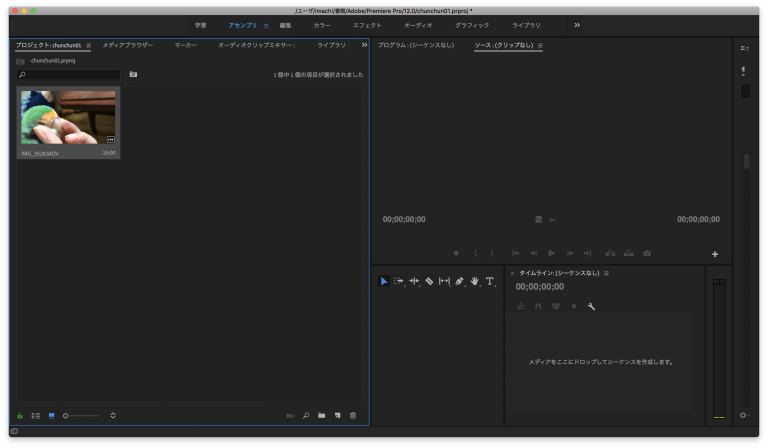 /ユーザ/imachi/書類/Adobe/Premiere Pro/12.0/chunchun01.prproj *
学習 アセンブリ 編集 カラー エフェクト オーディオ グラフィック ライブラリ
プロジェクト: chunchun01 メディアブラウザー マーカー オーディオクリップミキサー: ライブラリ プログラム: (シーケンスなし) ソース: (クリップなし)
chunchun01.prproj
1 個中 1 個の項目が選択されました
IMG_3518.MOV 16:00
00;00;00;00 00;00;00;00
× タイムライン: (シーケンスなし)
00;00;00;00
メディアをここにドロップしてシーケンスを作成します。